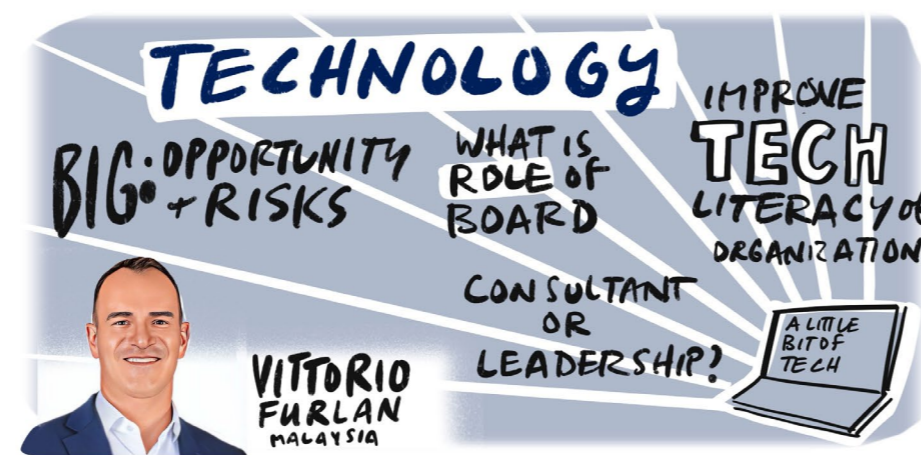 TECHNOLOGY
BIG: OPPORTUNITY
+ RISKS
WHAT IS
ROLE OF
BOARD
IMPROVE
TECH
LITERACY of
ORGANIZATION
CONSULTANT
OR
LEADERSHIP?
A LITTLE
BIT OF
TECH
VITTORIO
FURLAN
MALAYSIA